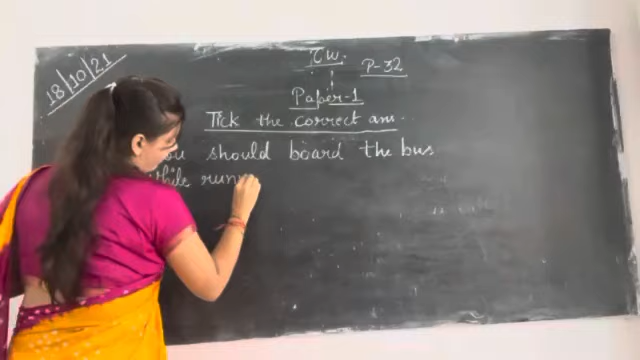 18/10/21
C.W.
P-32
Paper-1
Tick the correct ans.
you should board the bus
while runn